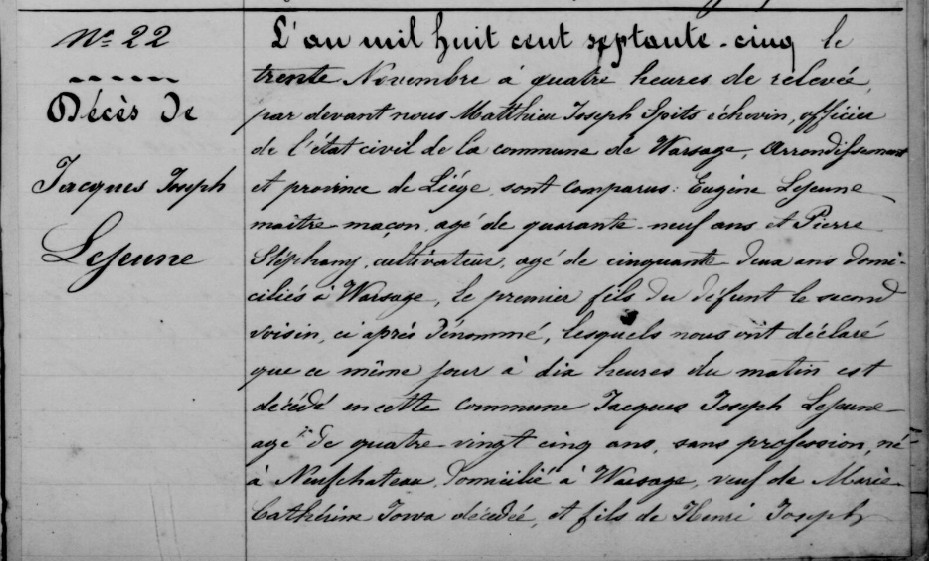 N° 22
Décès de
Jacques Joseph
Lejeune
L'an mil huit cent septante-cinq le
trente Novembre à quatre heures de relevée,
par devant nous Matthieu Joseph Spits échevin, officier
de l'état civil de la commune de Warsage, Arrondissement
et province de Liége, sont comparus: Eugène Lejeune
maître maçon, agé de quarante-neuf ans et Pierre
Stéphany, cultivateur, agé de cinquante deux ans domi-
ciliés à Warsage, le premier fils du défunt le second
voisin, ci après dénommé, lesquels nous ont déclaré
que ce même jour à dix heures du matin est
décédé en cette commune Jacques Joseph Lejeune
agé de quatre-vingt cinq ans, sans profession, né
à Neufchateau, domicilié à Warsage, veuf de Marie
Cathérine Towa décédée, et fils de Henri Joseph